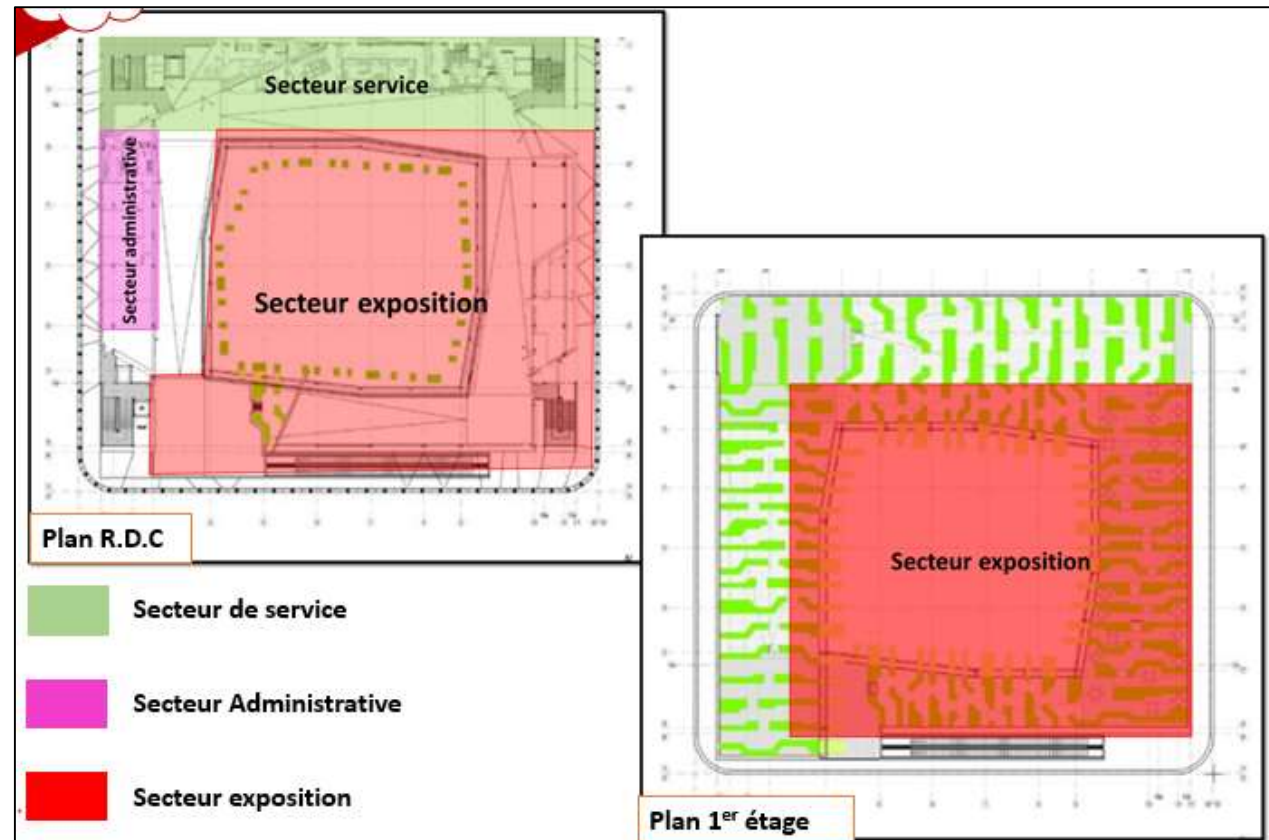 Secteur service
Secteur administrative
Secteur exposition
Plan R.D.C
Secteur de service
Secteur Administrative
Secteur exposition
Secteur exposition
Plan 1er étage